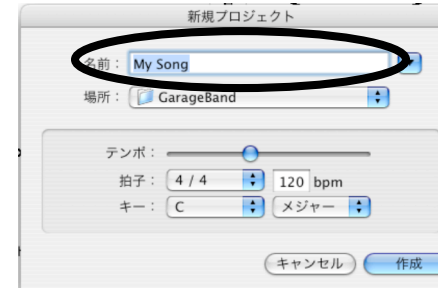 新規プロジェクト
名前： My Song
場所： GarageBand
テンポ：
拍子： 4 / 4 120 bpm
キー： C メジャー
キャンセル 作成